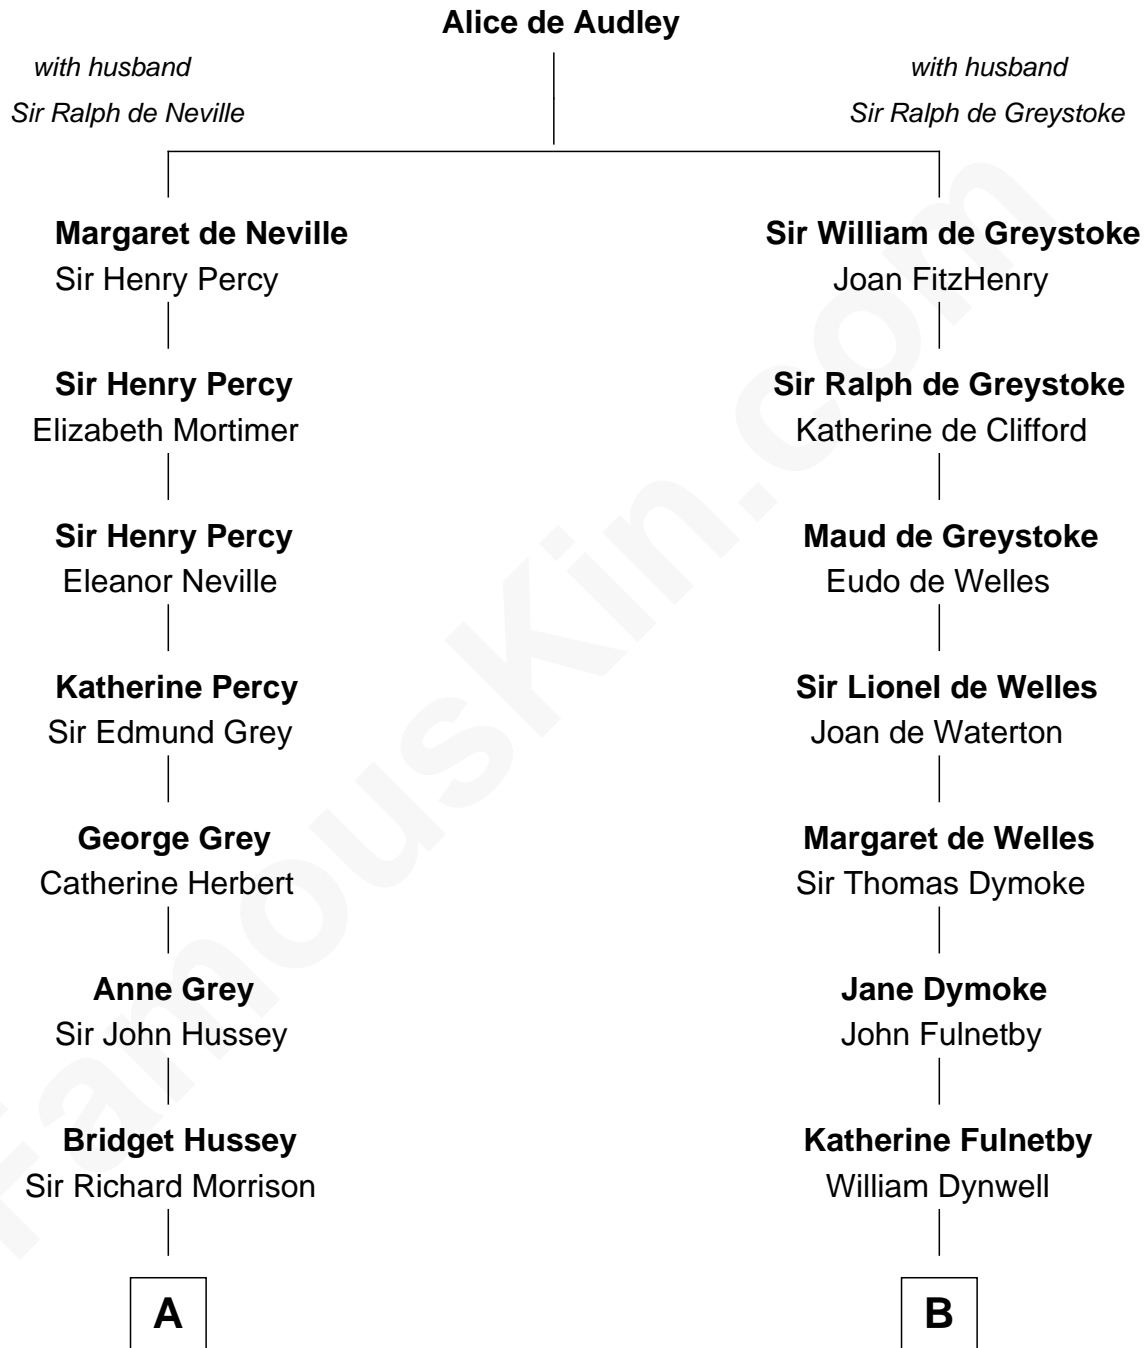 Alice de Audley
with husband
Sir Ralph de Neville
with husband
Sir Ralph de Greystoke
Margaret de Neville
Sir Henry Percy
Sir William de Greystoke
Joan FitzHenry
Sir Henry Percy
Elizabeth Mortimer
Sir Ralph de Greystoke
Katherine de Clifford
Sir Henry Percy
Eleanor Neville
Maud de Greystoke
Eudo de Welles
Katherine Percy
Sir Edmund Grey
Sir Lionel de Welles
Joan de Waterton
George Grey
Catherine Herbert
Margaret de Welles
Sir Thomas Dymoke
Anne Grey
Sir John Hussey
Jane Dymoke
John Fulnetby
Bridget Hussey
Sir Richard Morrison
Katherine Fulnetby
William Dynwell
A
B
FamousKin.com